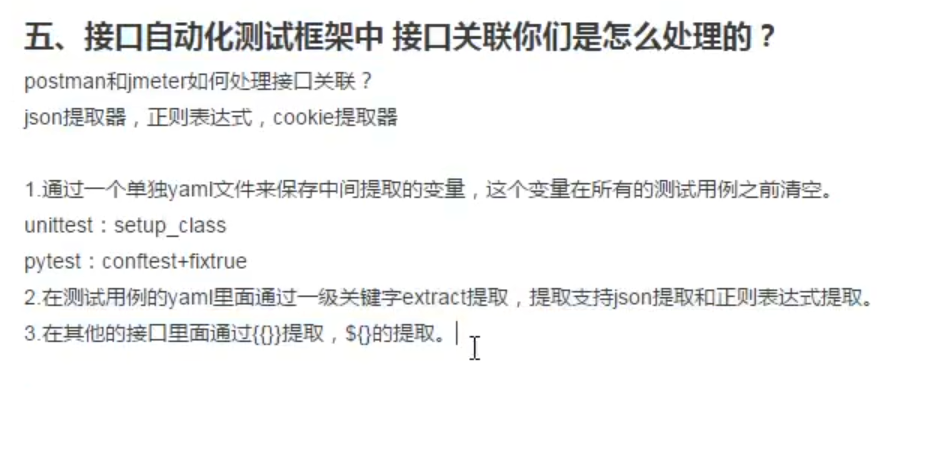 五、接口自动化测试框架中 接口关联你们是怎么处理的？
postman和jmeter如何处理接口关联？
json提取器，正则表达式，cookie提取器
1.通过一个单独yaml文件来保存中间提取的变量，这个变量在所有的测试用例之前清空。
unittest：setup_class
pytest：conftest+fixtrue
2.在测试用例的yaml里面通过一级关键字extract提取，提取支持json提取和正则表达式提取。
3.在其他的接口里面通过{{}}提取，${}的提取。